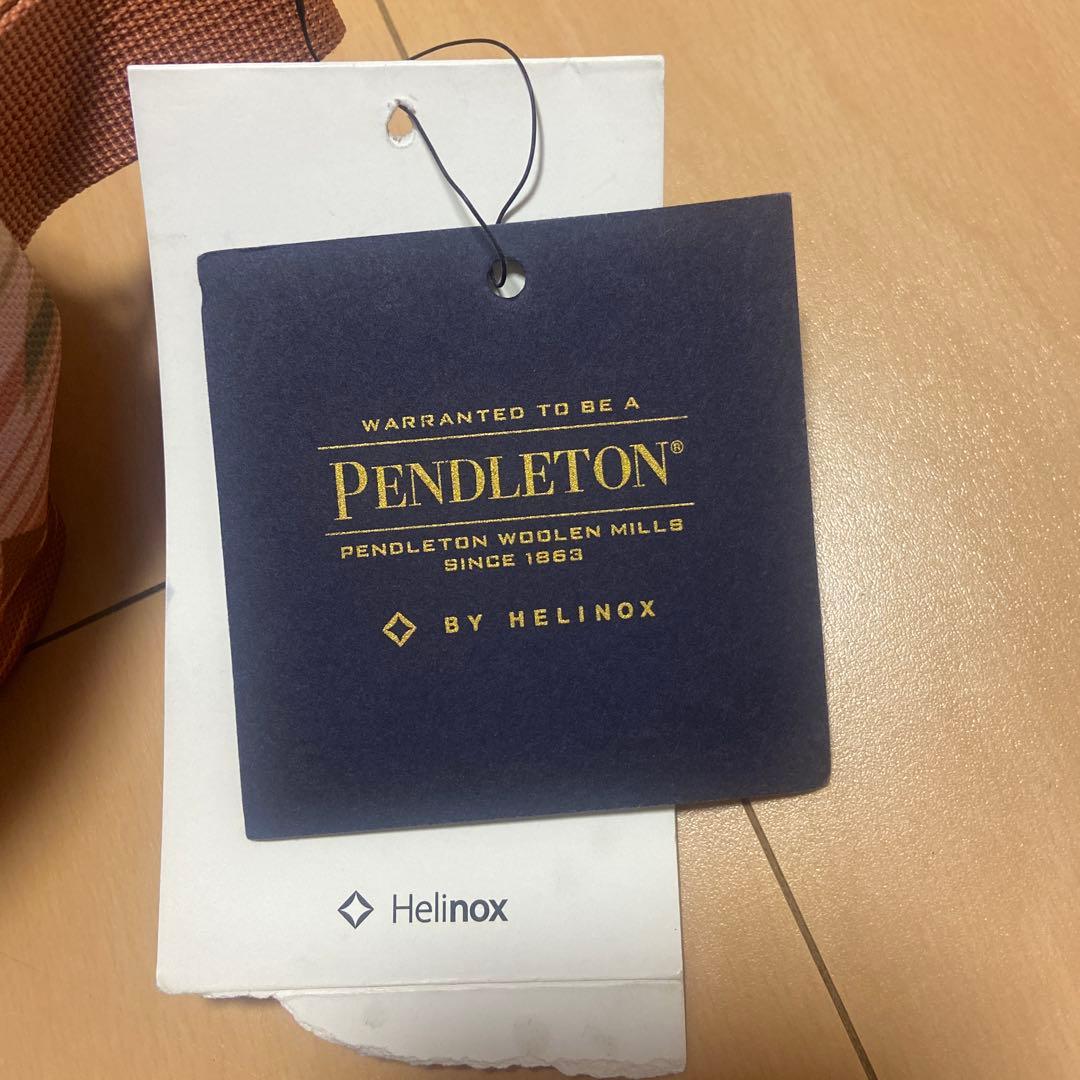 WARRANTED TO BE A
PENDLETON®
PENDLETON WOOLEN MILLS
SINCE 1863
BY HELINOX
Helinox